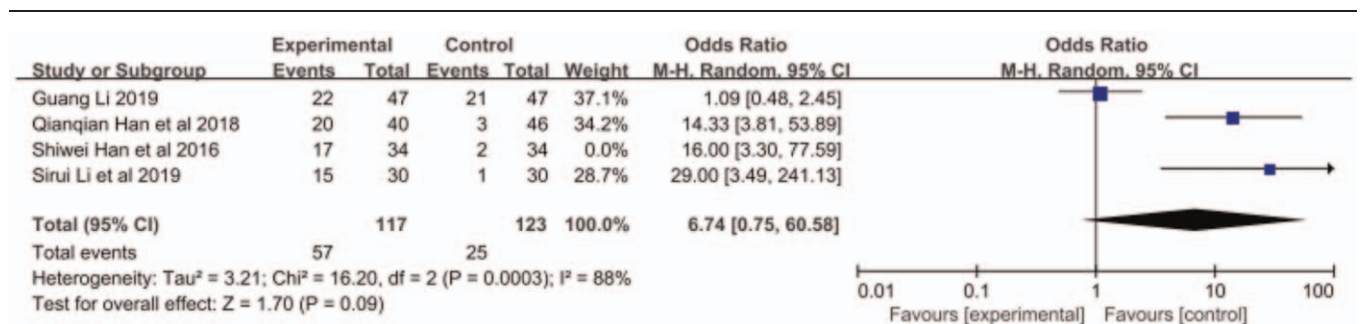 Experimental Control Odds Ratio Odds Ratio
Study or Subgroup Events Total Events Total Weight M-H, Random, 95% CI M-H, Random, 95% CI
Guang Li 2019 22 47 21 47 37.1% 1.09 [0.48, 2.45]
Qianqian Han et al 2018 20 40 3 46 34.2% 14.33 [3.81, 53.89]
Shiwei Han et al 2016 17 34 2 34 0.0% 16.00 [3.30, 77.59]
Sirui Li et al 2019 15 30 1 30 28.7% 29.00 [3.49, 241.13]
Total (95% CI) 117 123 100.0% 6.74 [0.75, 60.58]
Total events 57 25
Heterogeneity: Tau² = 3.21; Chi² = 16.20, df = 2 (P = 0.0003); I² = 88%
Test for overall effect: Z = 1.70 (P = 0.09)
0.01 0.1 1 10 100
Favours [experimental] Favours [control]